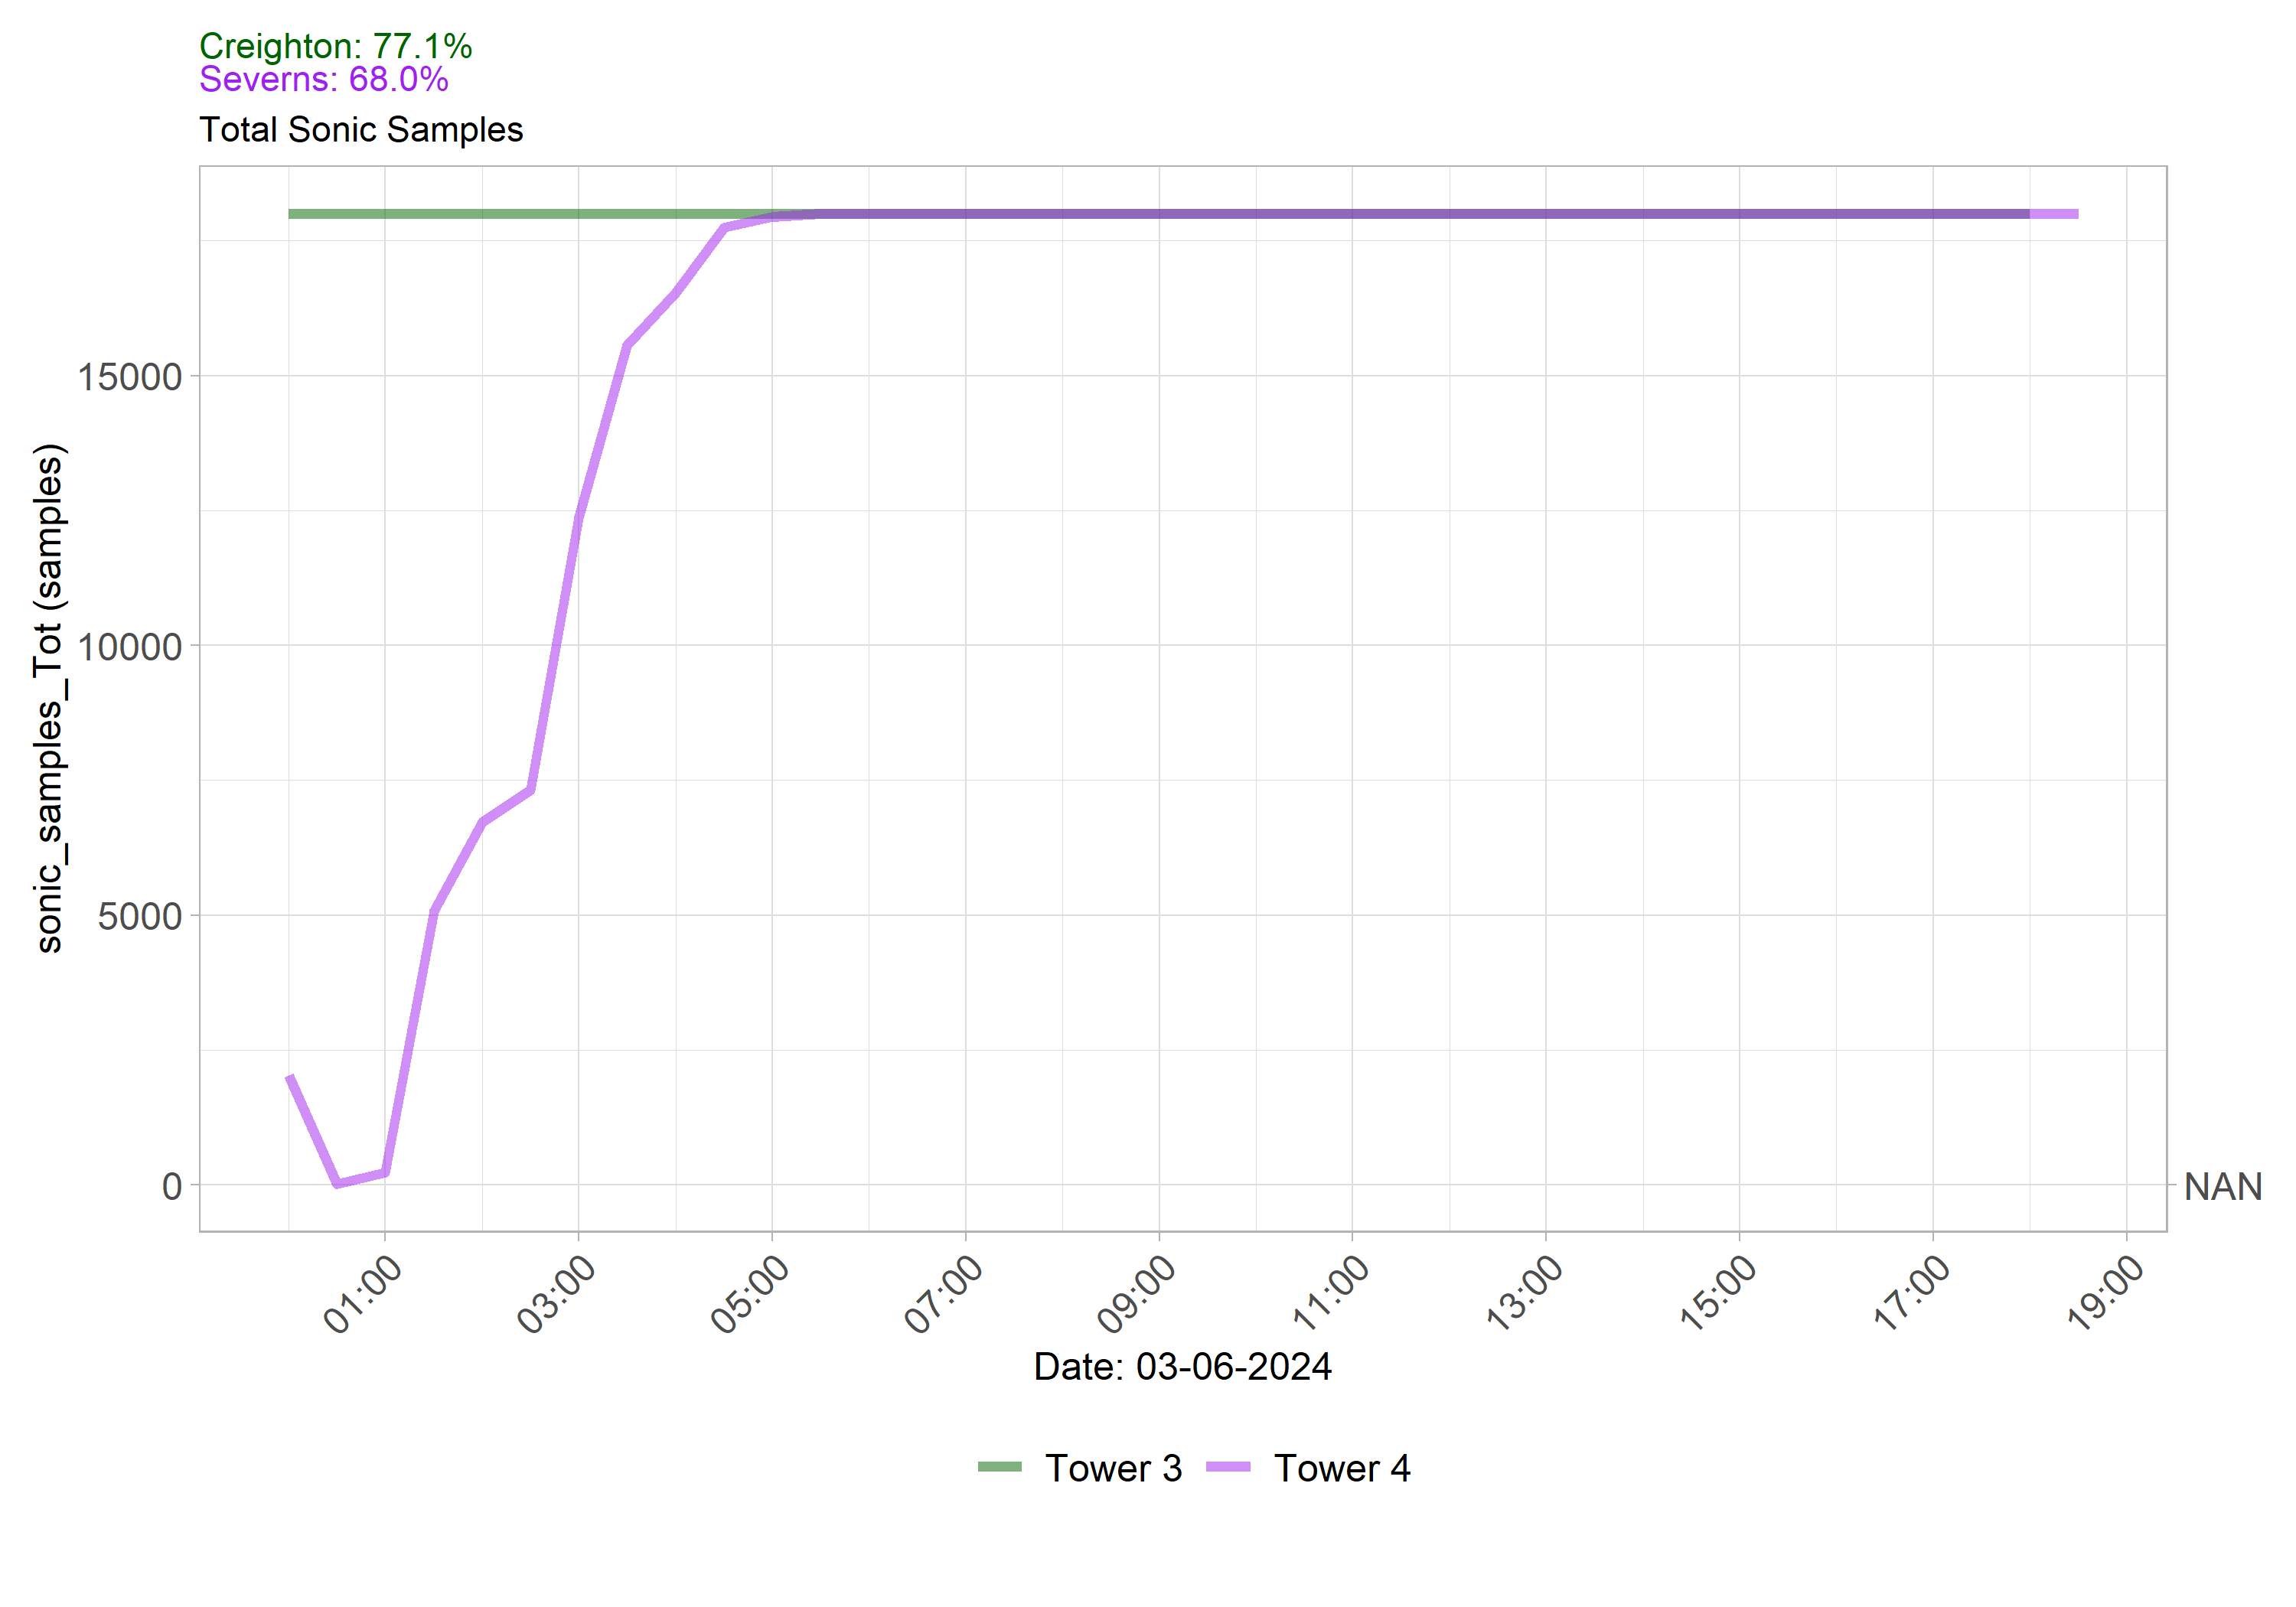 Creighton: 77.1%
Severns: 68.0%
Total Sonic Samples
sonic_samples_Tot (samples)
15000
10000
5000
0
NAN
01:00
03:00
05:00
07:00
09:00
11:00
13:00
15:00
17:00
19:00
Date: 03-06-2024
Tower 3
Tower 4